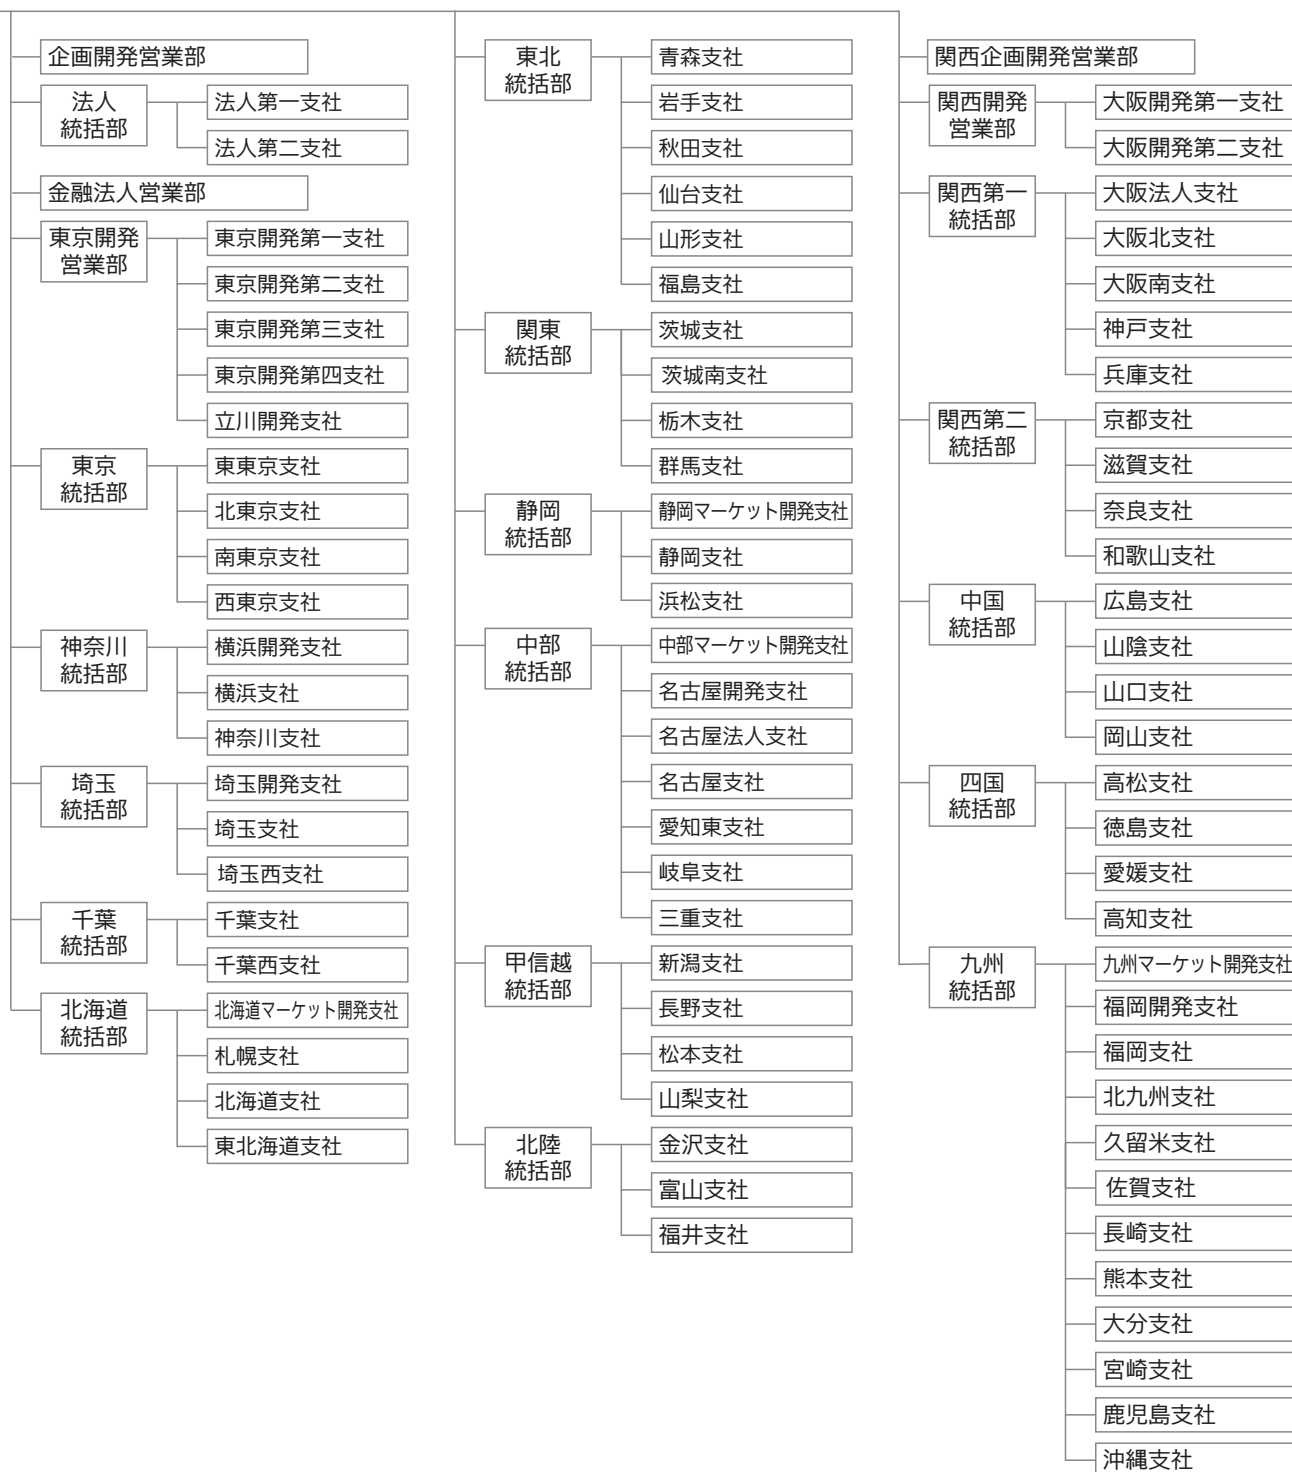 企画開発営業部
法人
統括部
法人第一支社
法人第二支社
金融法人営業部
東京開発
営業部
東京開発第一支社
東京開発第二支社
東京開発第三支社
東京開発第四支社
立川開発支社
東京
統括部
東東京支社
北東京支社
南東京支社
西東京支社
神奈川
統括部
横浜開発支社
横浜支社
神奈川支社
埼玉
統括部
埼玉開発支社
埼玉支社
埼玉西支社
千葉
統括部
千葉支社
千葉西支社
北海道
統括部
北海道マーケット開発支社
札幌支社
北海道支社
東北海道支社
東北
統括部
青森支社
岩手支社
秋田支社
仙台支社
山形支社
福島支社
関東
統括部
茨城支社
茨城南支社
栃木支社
群馬支社
静岡
統括部
静岡マーケット開発支社
静岡支社
浜松支社
中部
統括部
中部マーケット開発支社
名古屋開発支社
名古屋法人支社
名古屋支社
愛知東支社
岐阜支社
三重支社
甲信越
統括部
新潟支社
長野支社
松本支社
山梨支社
北陸
統括部
金沢支社
富山支社
福井支社
関西企画開発営業部
関西開発
営業部
大阪開発第一支社
大阪開発第二支社
関西第一
統括部
大阪法人支社
大阪北支社
大阪南支社
神戸支社
兵庫支社
関西第二
統括部
京都支社
滋賀支社
奈良支社
和歌山支社
中国
統括部
広島支社
山陰支社
山口支社
岡山支社
四国
統括部
高松支社
徳島支社
愛媛支社
高知支社
九州
統括部
九州マーケット開発支社
福岡開発支社
福岡支社
北九州支社
久留米支社
佐賀支社
長崎支社
熊本支社
大分支社
宮崎支社
鹿児島支社
沖縄支社